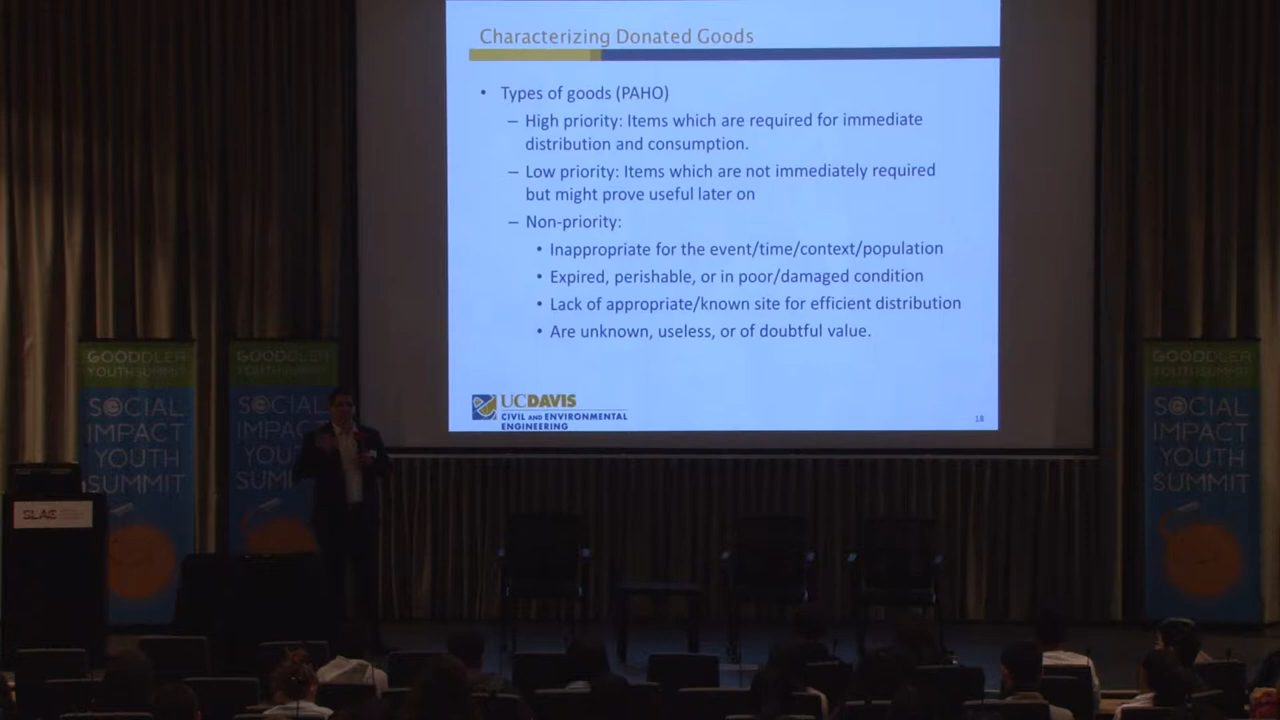 Characterizing Donated Goods
• Types of goods (PAHO)
– High priority: Items which are required for immediate
distribution and consumption.
– Low priority: Items which are not immediately required
but might prove useful later on
– Non-priority:
• Inappropriate for the event/time/context/population
• Expired, perishable, or in poor/damaged condition
• Lack of appropriate/known site for efficient distribution
• Are unknown, useless, or of doubtful value.
UCDAVIS
CIVIL AND ENVIRONMENTAL
ENGINEERING
18
GOODDLER
YOUTHSUMMIT
SOCIAL
IMPACT
YOUTH
SUMMIT
GOODDLER
YOUTHSUMMIT
SOCIAL
IMPACT
YOU
SUMI
GOODDLER
YOUTHSUMMIT
SOCIAL
IMPACT
YOUTH
SUMMIT
SLAC